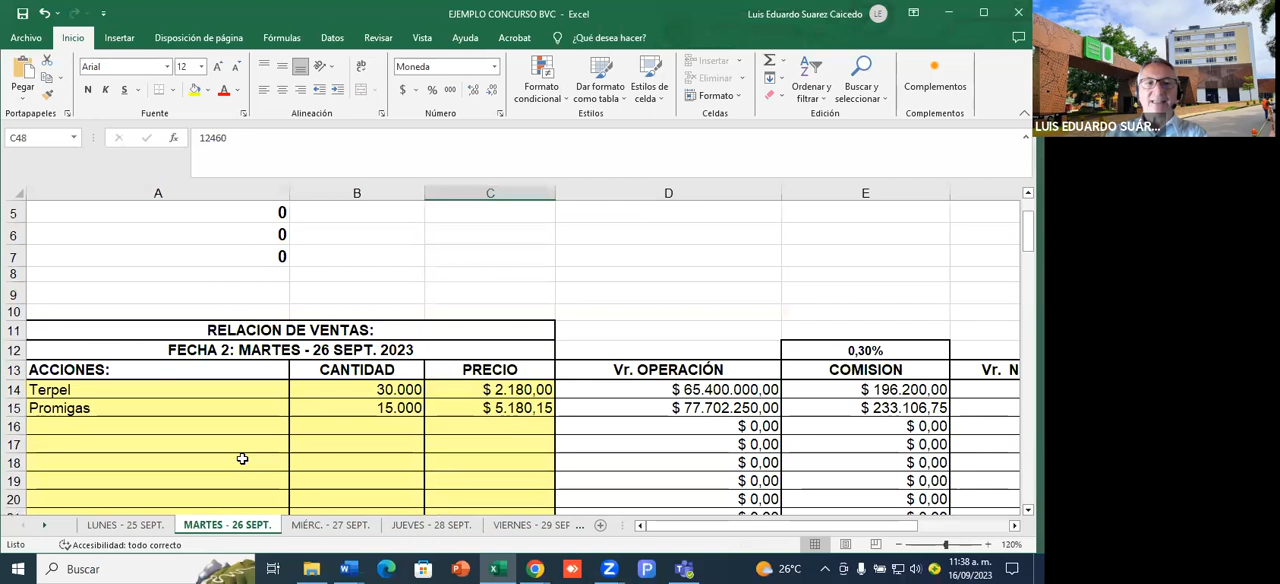 EJEMPLO CONCURSO BVC - Excel
Luis Eduardo Suarez Caicedo
LE
Archivo
Inicio
Insertar
Disposición de página
Fórmulas
Datos
Revisar
Vista
Ayuda
Acrobat
¿Qué desea hacer?
Pegar
Arial
12
N K S
Moneda
$ % 000
Formato condicional
Dar formato como tabla
Estilos de celda
Insertar
Eliminar
Formato
Ordenar y filtrar
Buscar y seleccionar
Complementos
Portapapeles
Fuente
Alineación
Número
Estilos
Celdas
Edición
Complementos
LUIS EDUARDO SUÁR...
C48
fx
12460
A B C D E
5 0
6 0
7 0
8
9
10
11 RELACION DE VENTAS:
12 FECHA 2: MARTES - 26 SEPT. 2023 0,30%
13 ACCIONES: CANTIDAD PRECIO Vr. OPERACIÓN COMISION Vr. N
14 Terpel 30.000 $ 2.180,00 $ 65.400.000,00 $ 196.200,00
15 Promigas 15.000 $ 5.180,15 $ 77.702.250,00 $ 233.106,75
16 $ 0,00 $ 0,00
17 $ 0,00 $ 0,00
18 $ 0,00 $ 0,00
19 $ 0,00 $ 0,00
20 $ 0,00 $ 0,00
LUNES - 25 SEPT. MARTES - 26 SEPT. MIÉRC. - 27 SEPT. JUEVES - 28 SEPT. VIERNES - 29 SEF ...
Listo
Accesibilidad: todo correcto
120%
Buscar
26°C
11:38 a. m.
16/09/2023